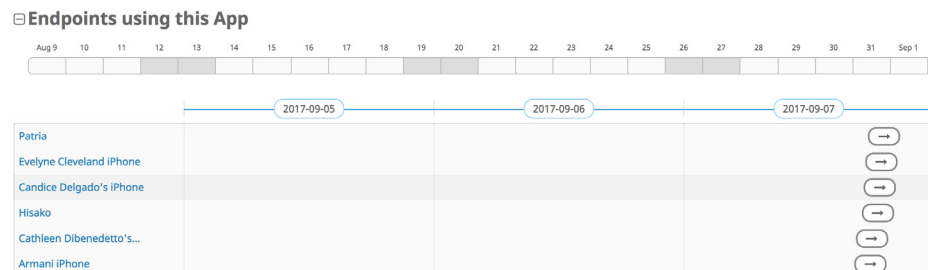 Endpoints using this App
Aug 9 10 11 12 13 14 15 16 17 18 19 20 21 22 23 24 25 26 27 28 29 30 31 Sep 1
2017-09-05 2017-09-06 2017-09-07
Patria
Evelyne Cleveland iPhone
Candice Delgado's iPhone
Hisako
Cathleen Dibenedetto's...
Armani iPhone